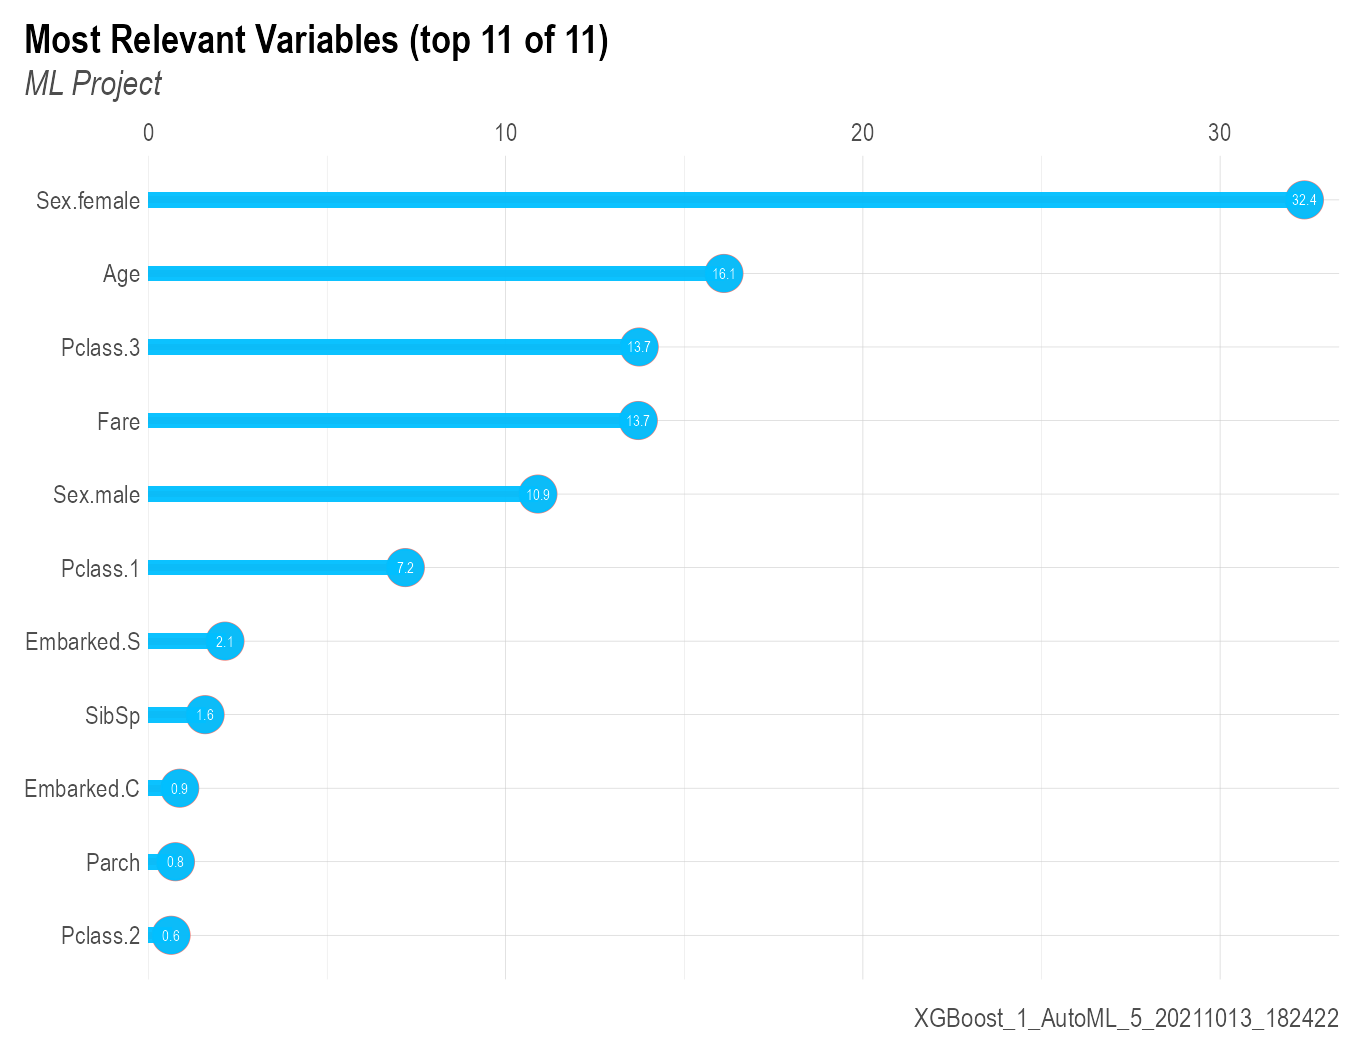 Most Relevant Variables (top 11 of 11)
ML Project
0 10 20 30
Sex.female 32.4
Age 16.1
Pclass.3 13.7
Fare 13.7
Sex.male 10.9
Pclass.1 7.2
Embarked.S 2.1
SibSp 1.6
Embarked.C 0.9
Parch 0.8
Pclass.2 0.6
XGBoost_1_AutoML_5_20211013_182422